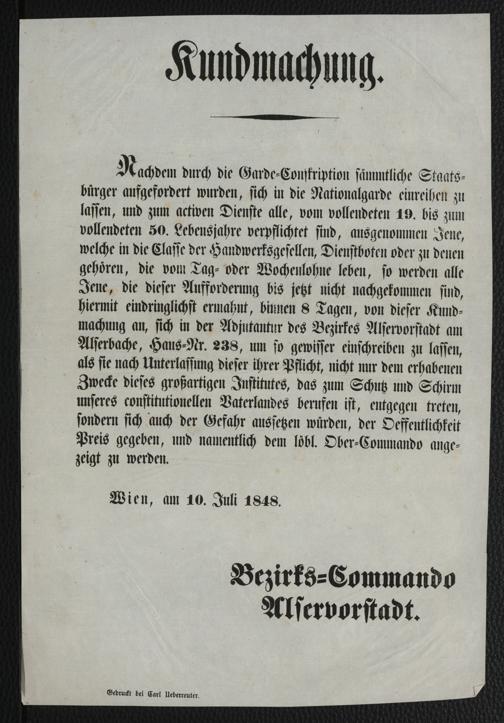 Kundmachung.
Nachdem durch die Garde-Conskription sämmtliche Staats-
bürger aufgefordert wurden, sich in die Nationalgarde einreihen zu
lassen, und zum activen Dienste alle, vom vollendeten 19. bis zum
vollendeten 50. Lebensjahre verpflichtet sind, ausgenommen Jene,
welche in die Classe der Handwerksgesellen, Dienstboten oder zu denen
gehören, die vom Tag- oder Wochenlohne leben, so werden alle
Jene, die dieser Aufforderung bis jetzt nicht nachgekommen sind,
hiermit eindringlichst ermahnt, binnen 8 Tagen, von dieser Kund-
machung an, sich in der Adjutantur des Bezirkes Alservorstadt am
Alserbache, Haus-Nr. 238, um so gewisser einschreiben zu lassen,
als sie nach Unterlassung dieser ihrer Pflicht, nicht nur dem erhabenen
Zwecke dieses großartigen Institutes, das zum Schutz und Schirm
unseres constitutionellen Vaterlandes berufen ist, entgegen treten,
sondern sich auch der Gefahr aussetzen würden, der Oeffentlichkeit
Preis gegeben, und namentlich dem löbl. Ober-Commando ange-
zeigt zu werden.
Wien, am 10. Juli 1848.
Bezirks-Commando
Alservorstadt.
Gedruckt bei Carl Ueberreuter.